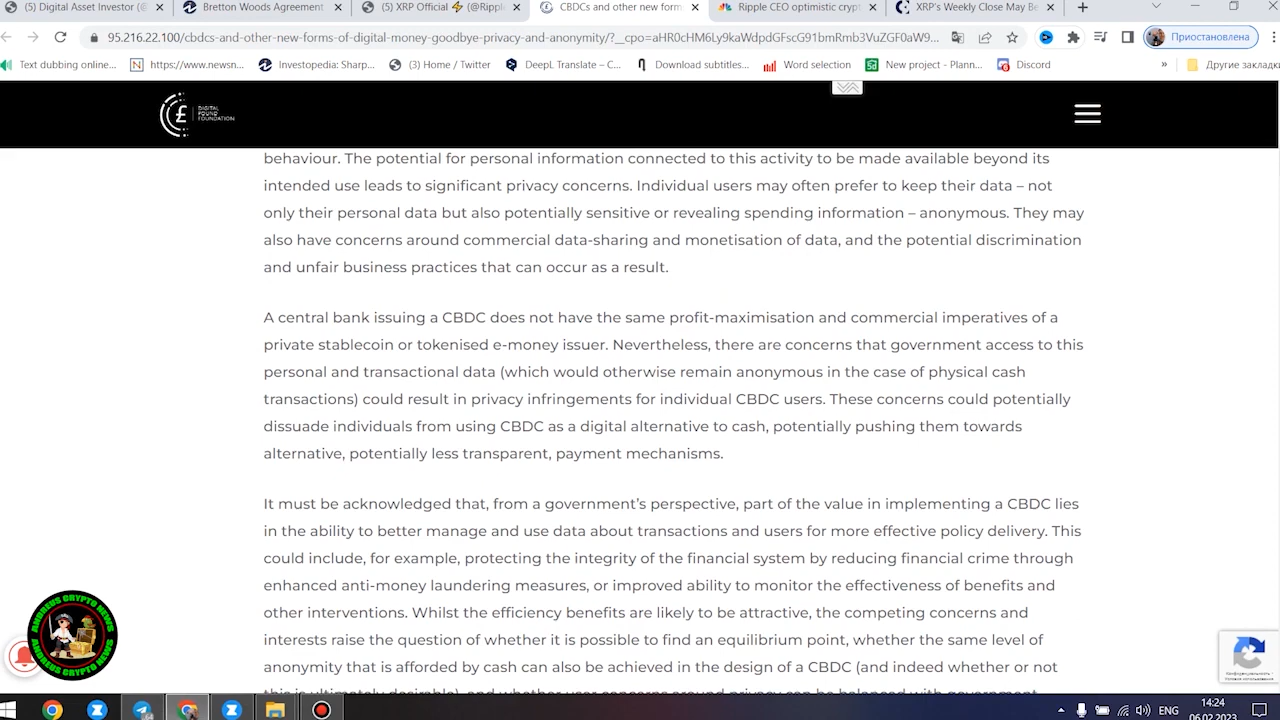 (5) Digital Asset Investor (@
Bretton Woods Agreement
(5) XRP Official ⚡ (@Ripple
CBDCs and other new form
Ripple CEO optimistic crypt
XRP's Weekly Close May Be
95.216.22.100/cbdcs-and-other-new-forms-of-digital-money-goodbye-privacy-and-anonymity/?__cpo=aHR0cHM6Ly9kaWdpdGFscG91bmRmb3VuZGF0aW9...
Приостановлена
Text dubbing online...
https://www.newsn...
Investopedia: Sharp...
(3) Home / Twitter
DeepL Translate – C...
Download subtitles...
Word selection
New project - Plann...
Discord
»
Другие закладки
DIGITAL
POUND
FOUNDATION
behaviour. The potential for personal information connected to this activity to be made available beyond its
intended use leads to significant privacy concerns. Individual users may often prefer to keep their data – not
only their personal data but also potentially sensitive or revealing spending information – anonymous. They may
also have concerns around commercial data-sharing and monetisation of data, and the potential discrimination
and unfair business practices that can occur as a result.
A central bank issuing a CBDC does not have the same profit-maximisation and commercial imperatives of a
private stablecoin or tokenised e-money issuer. Nevertheless, there are concerns that government access to this
personal and transactional data (which would otherwise remain anonymous in the case of physical cash
transactions) could result in privacy infringements for individual CBDC users. These concerns could potentially
dissuade individuals from using CBDC as a digital alternative to cash, potentially pushing them towards
alternative, potentially less transparent, payment mechanisms.
It must be acknowledged that, from a government's perspective, part of the value in implementing a CBDC lies
in the ability to better manage and use data about transactions and users for more effective policy delivery. This
could include, for example, protecting the integrity of the financial system by reducing financial crime through
enhanced anti-money laundering measures, or improved ability to monitor the effectiveness of benefits and
other interventions. Whilst the efficiency benefits are likely to be attractive, the competing concerns and
interests raise the question of whether it is possible to find an equilibrium point, whether the same level of
anonymity that is afforded by cash can also be achieved in the design of a CBDC (and indeed whether or not
ANDREUS CRYPTO NEWS
ANDREUS CRYPTO NEWS
Конфиденциальность -
Условия использования
ENG
14:24
06.02.2023